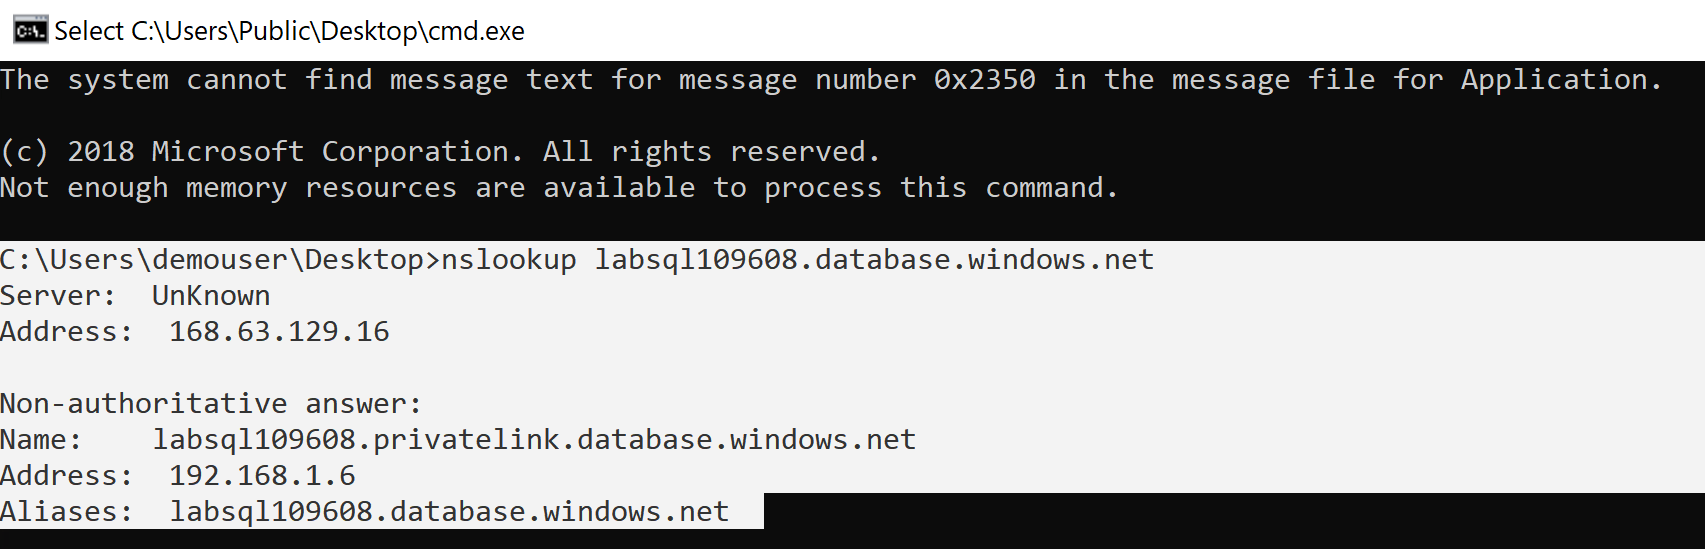 C:\. Select C:\Users\Public\Desktop\cmd.exe
The system cannot find message text for message number 0x2350 in the message file for Application.
(c) 2018 Microsoft Corporation. All rights reserved.
Not enough memory resources are available to process this command.
C:\Users\demouser\Desktop>nslookup labsql109608.database.windows.net
Server:  UnKnown
Address:  168.63.129.16
Non-authoritative answer:
Name:    labsql109608.privatelink.database.windows.net
Address:  192.168.1.6
Aliases:  labsql109608.database.windows.net